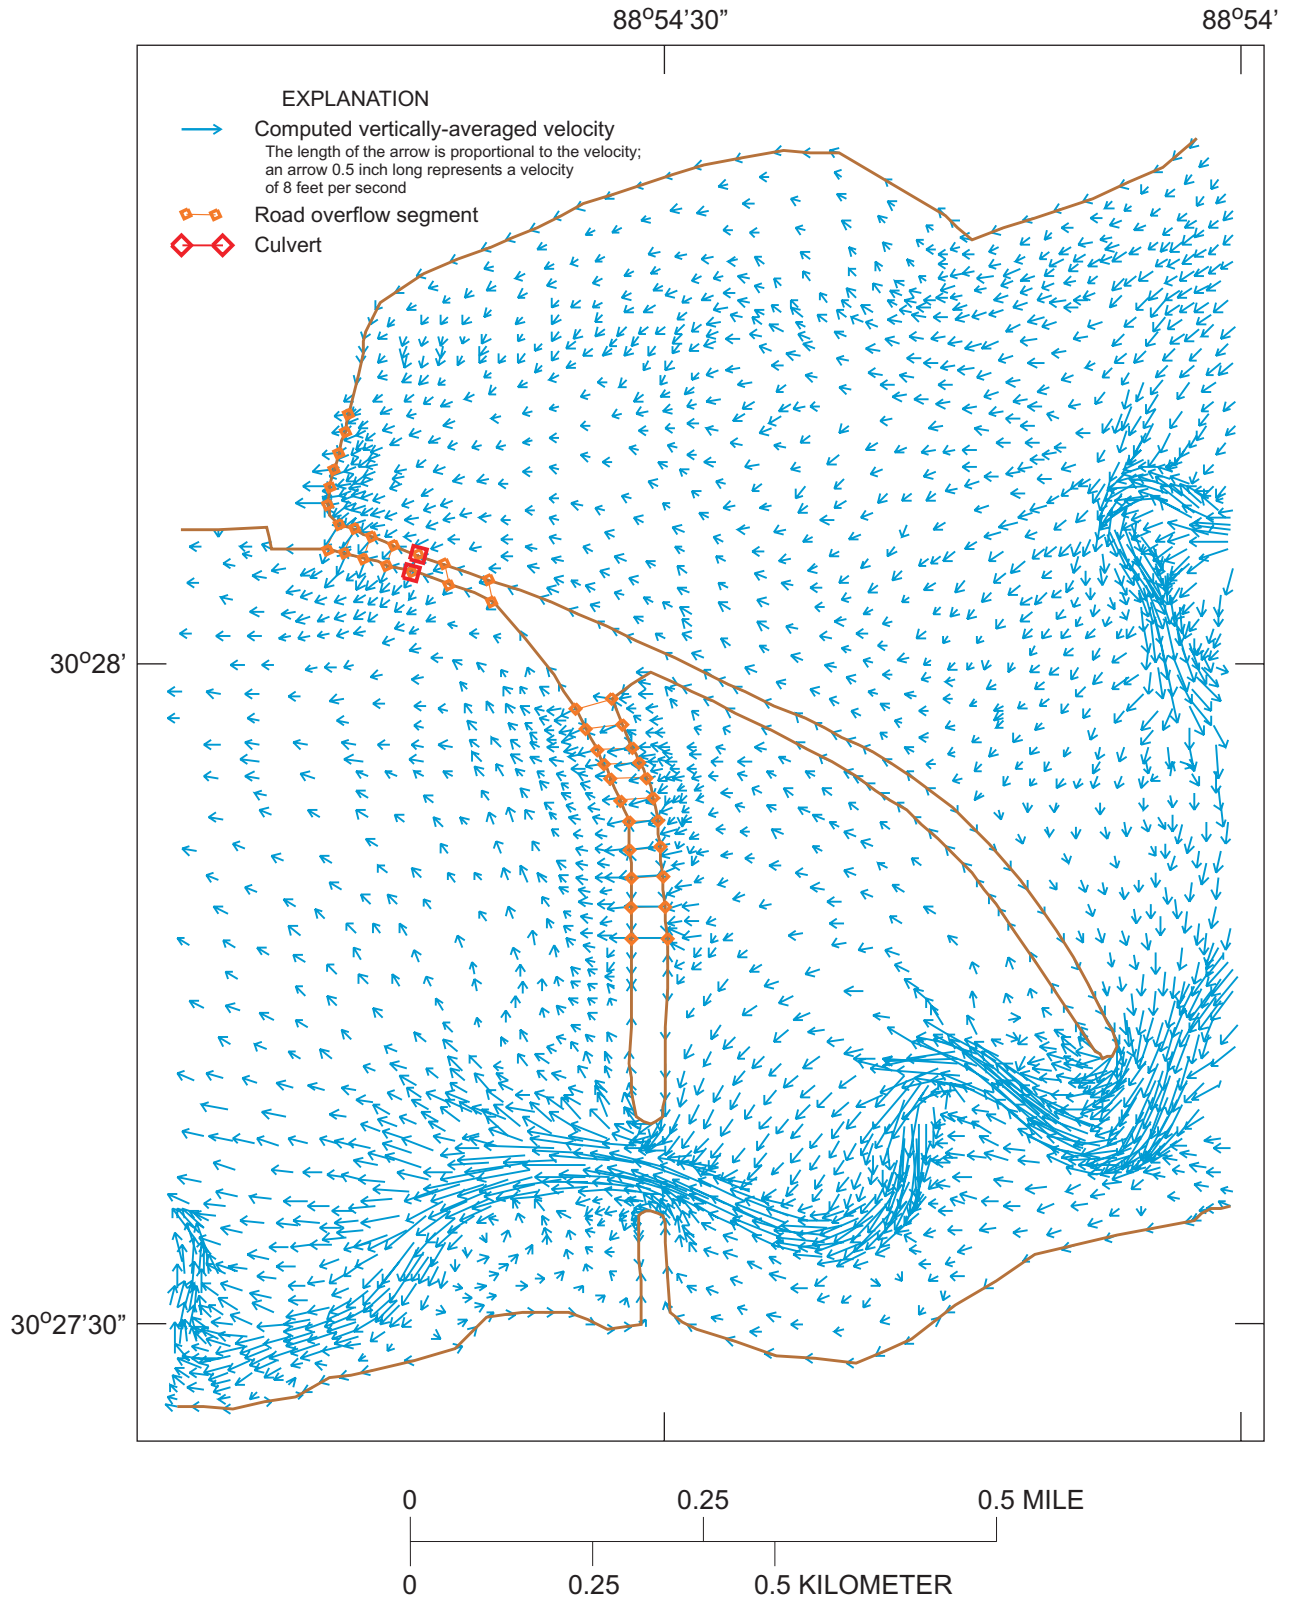 88°54'30" 88°54'
EXPLANATION
Computed vertically-averaged velocity
The length of the arrow is proportional to the velocity;
an arrow 0.5 inch long represents a velocity
of 8 feet per second
Road overflow segment
Culvert
30°28'
30°27'30"
0 0.25 0.5 MILE
0 0.25 0.5 KILOMETER